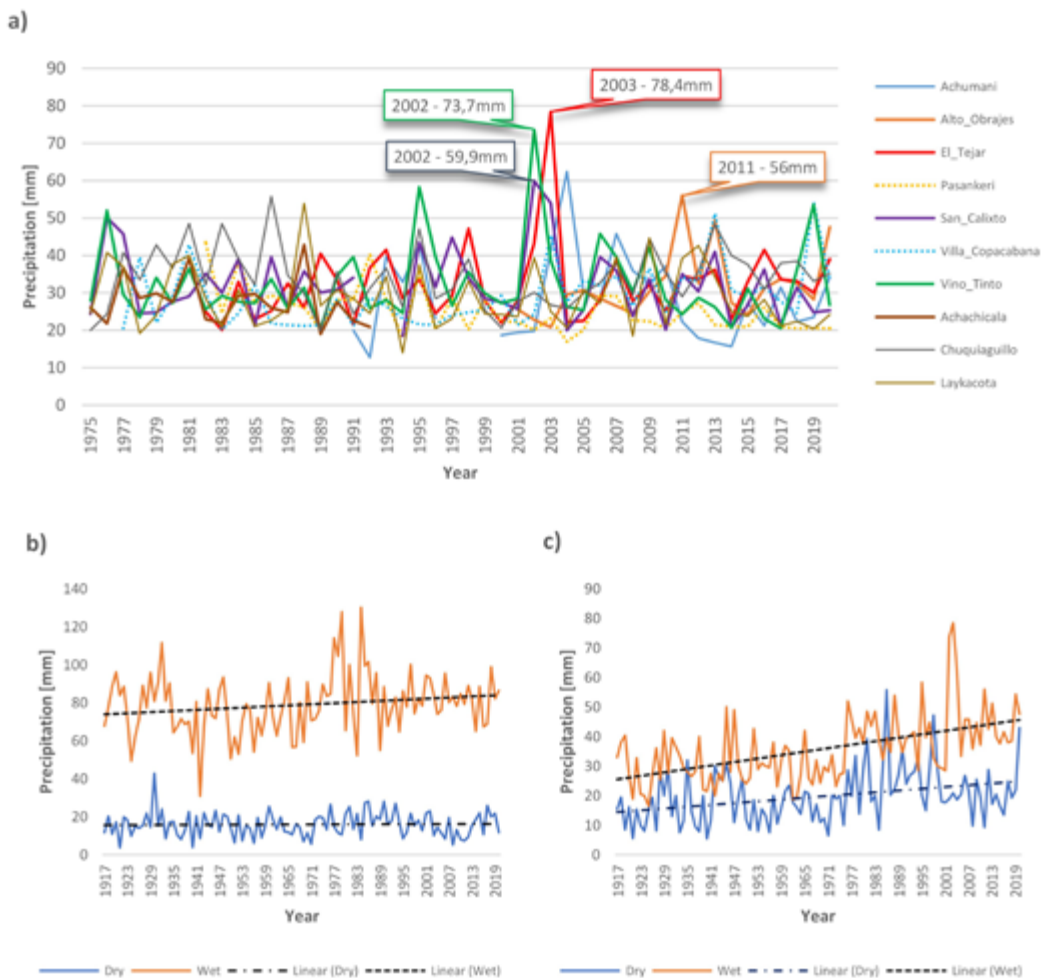 a)
90
80
70
60
50
40
30
20
10
0
Precipitation [mm]
2002 - 73,7mm
2003 - 78,4mm
2002 - 59,9mm
2011 - 56mm
1975 1977 1979 1981 1983 1985 1987 1989 1991 1993 1995 1997 1999 2001 2003 2005 2007 2009 2011 2013 2015 2017 2019
Year
Achumani
Alto_Obrajes
El_Tejar
Pasankeri
San_Calixto
Villa_Copacabana
Vino_Tinto
Achachicala
Chuquiaguillo
Laykacota
b)
140
120
100
80
60
40
20
0
Precipitation [mm]
1917 1923 1929 1935 1941 1947 1953 1959 1965 1971 1977 1983 1989 1995 2001 2007 2013 2019
Year
Dry Wet Linear (Dry) Linear (Wet)
c)
90
80
70
60
50
40
30
20
10
0
Precipitation [mm]
1917 1923 1929 1935 1941 1947 1953 1959 1965 1971 1977 1983 1989 1995 2001 2007 2013 2019
Year
Dry Wet Linear (Dry) Linear (Wet)